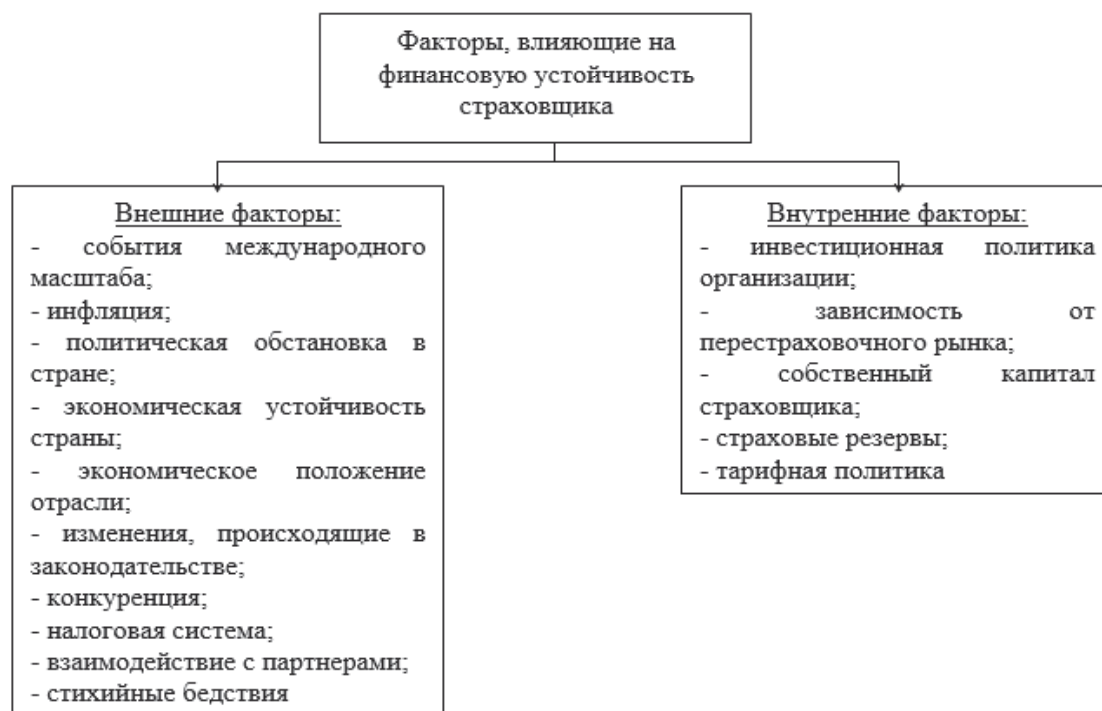 Факторы, влияющие на
финансовую устойчивость
страховщика
Внешние факторы:
- события международного
масштаба;
- инфляция;
- политическая обстановка в
стране;
- экономическая устойчивость
страны;
- экономическое положение
отрасли;
- изменения, происходящие в
законодательстве;
- конкуренция;
- налоговая система;
- взаимодействие с партнерами;
- стихийные бедствия
Внутренние факторы:
- инвестиционная политика
организации;
- зависимость от
перестраховочного рынка;
- собственный капитал
страховщика;
- страховые резервы;
- тарифная политика